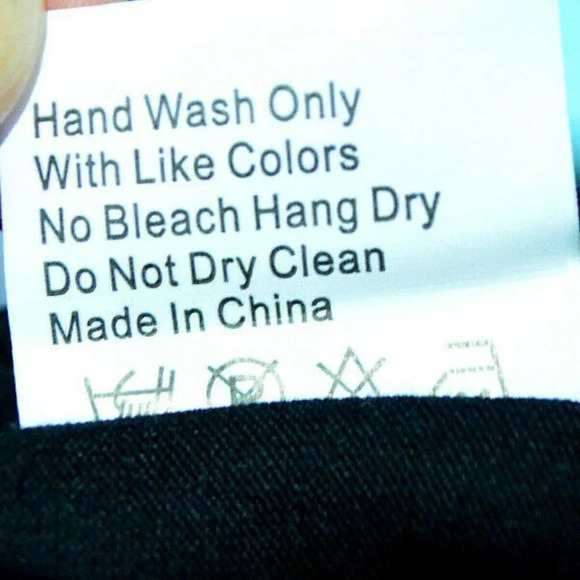 Hand Wash Only
With Like Colors
No Bleach Hang Dry
Do Not Dry Clean
Made In China
P